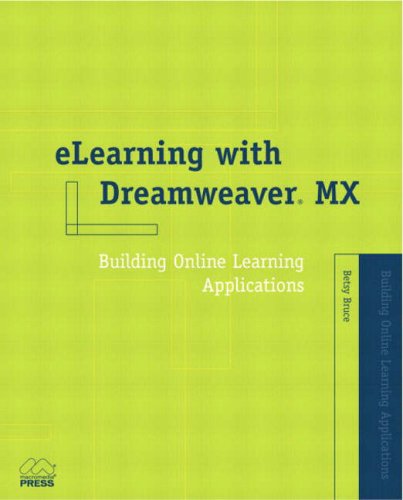 eLearning with
Dreamweaver® MX
Building Online Learning
Applications
Betsy Bruce
Building Online Learning Applications
macromedia®
PRESS